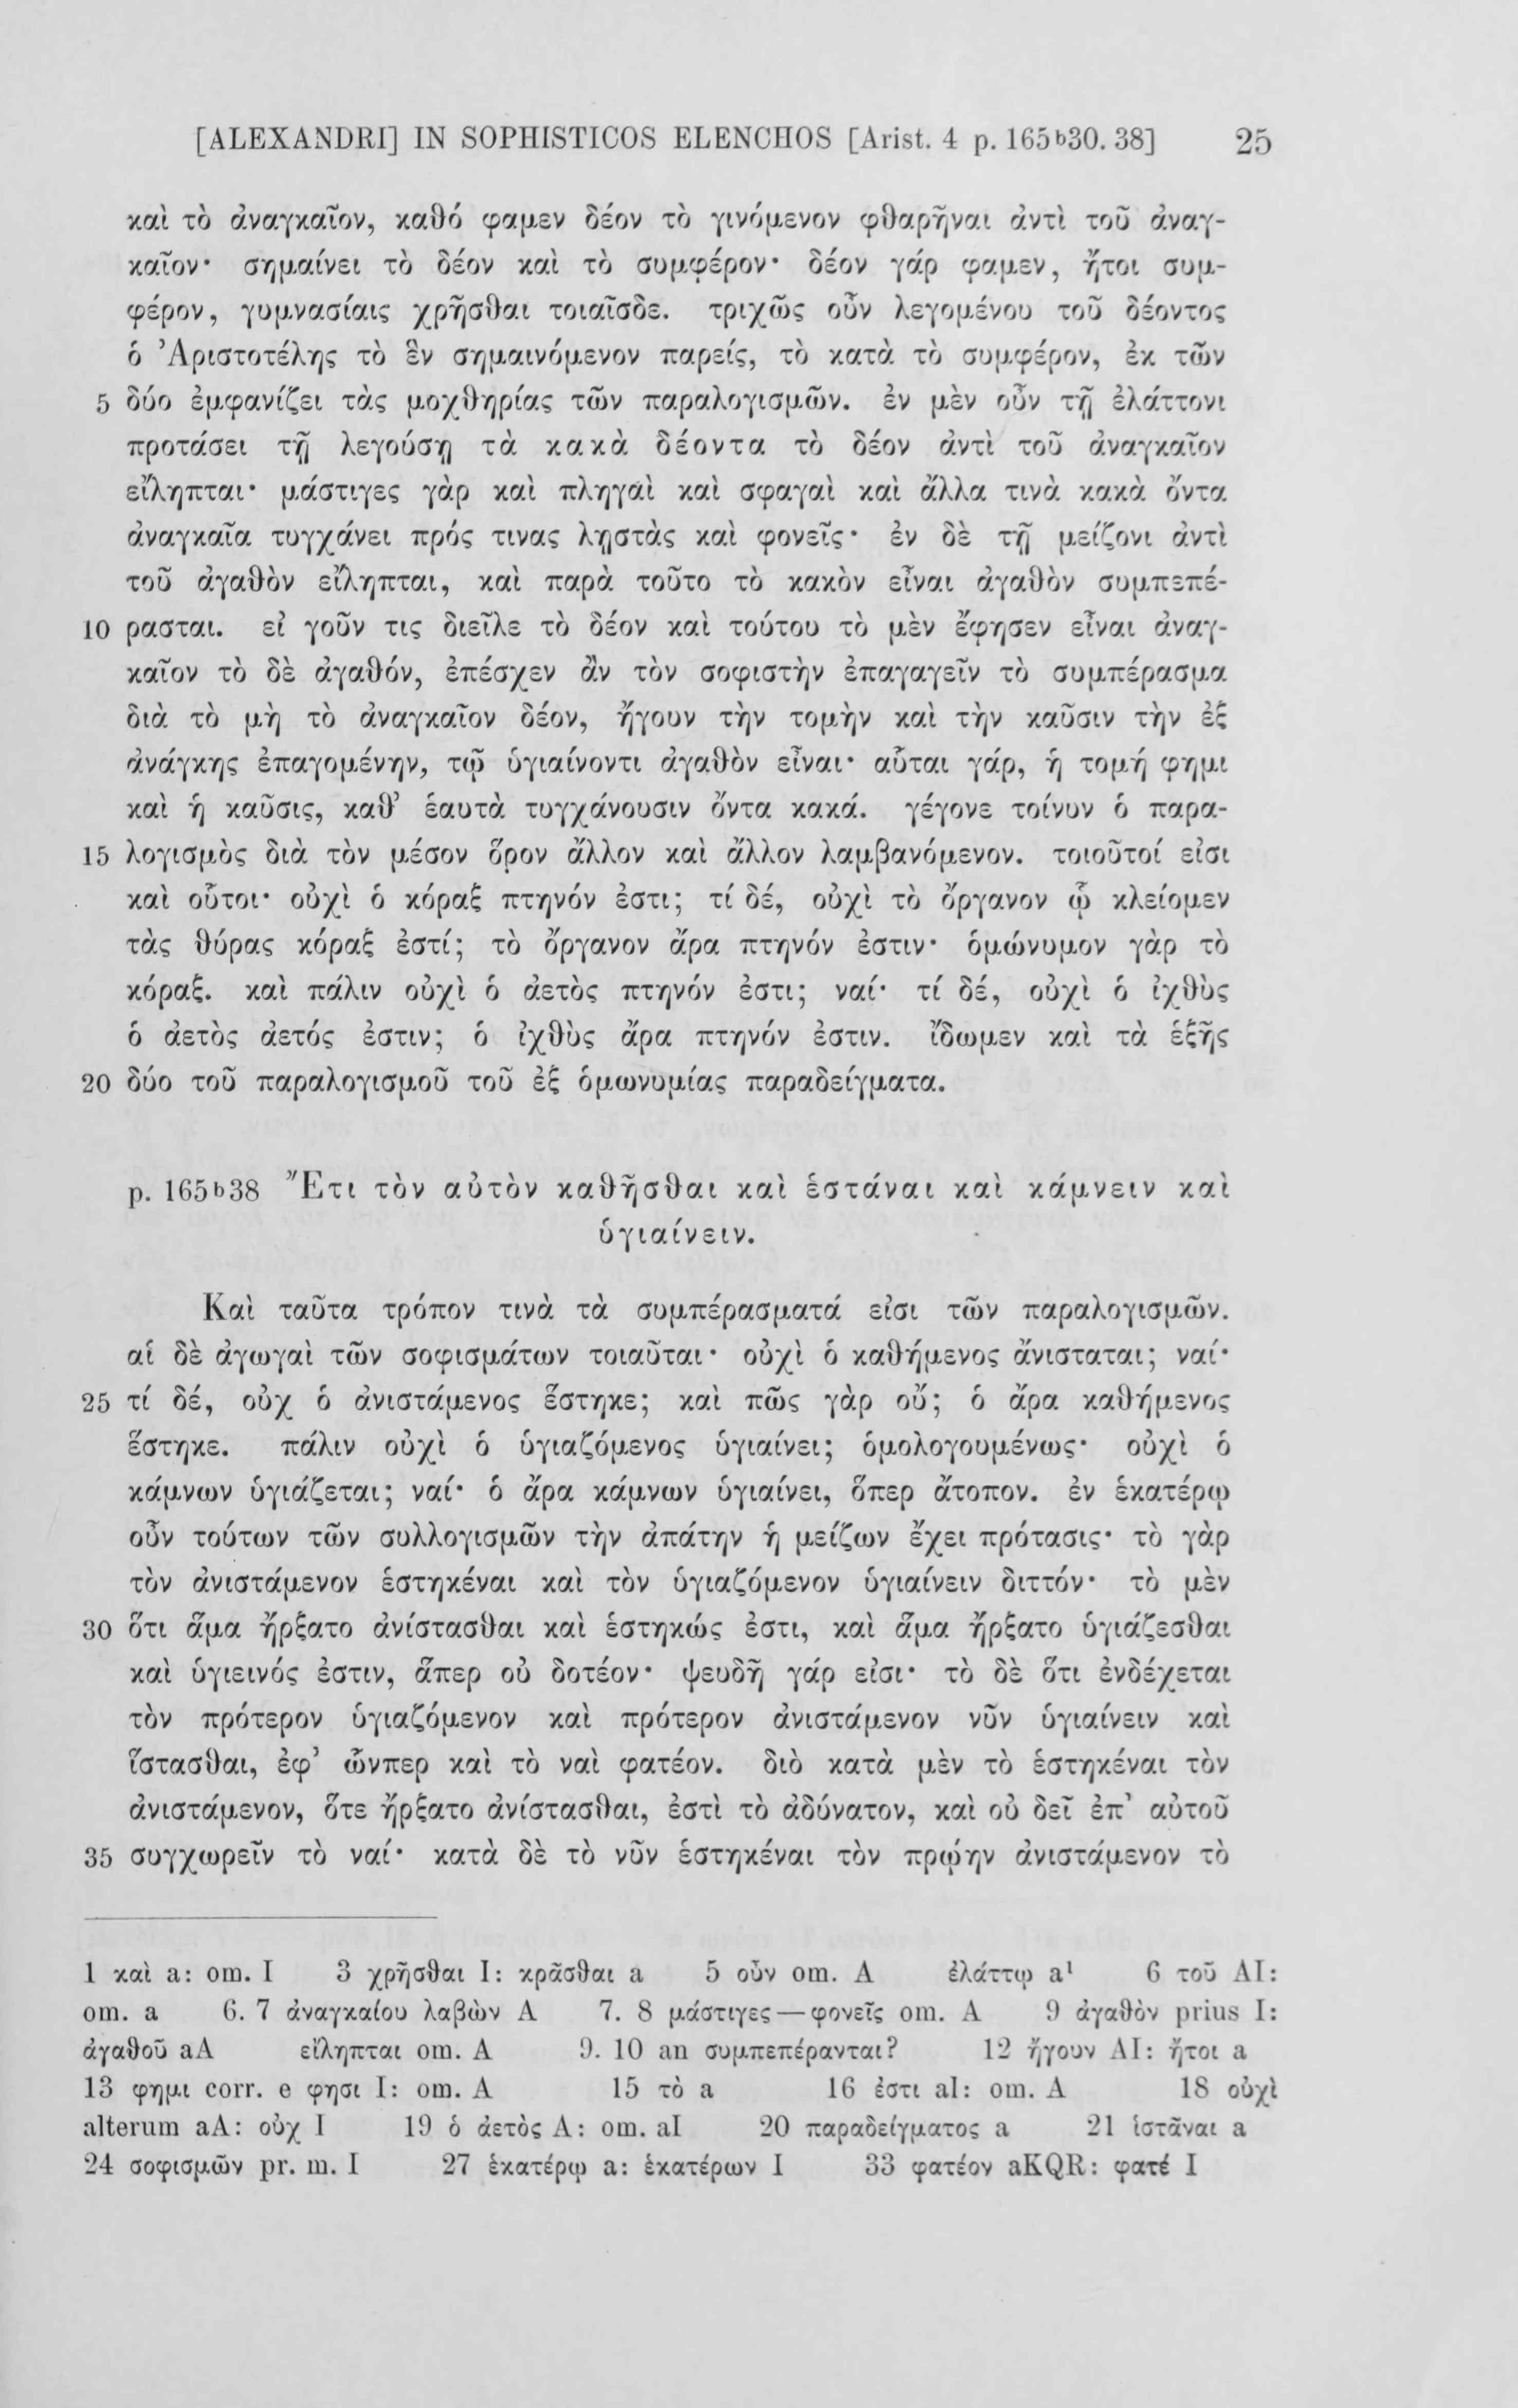 [ALEXANDRI] IN SOPHISTICOS ELENCHOS [Arist. 4 p. 165ᵇ30. 38] 25
καὶ τὸ ἀναγκαῖον, καθό φαμεν δέον τὸ γινόμενον φθαρῆναι ἀντὶ τοῦ ἀναγ-
καῖον· σημαίνει τὸ δέον καὶ τὸ συμφέρον· δέον γάρ φαμεν, ἤτοι συμ-
φέρον, γυμνασίαις χρῆσθαι τοιαῖσδε. τριχῶς οὖν λεγομένου τοῦ δέοντος
ὁ Ἀριστοτέλης τὸ ἓν σημαινόμενον παρείς, τὸ κατὰ τὸ συμφέρον, ἐκ τῶν
5 δύο ἐμφανίζει τὰς μοχθηρίας τῶν παραλογισμῶν. ἐν μὲν οὖν τῇ ἐλάττονι
προτάσει τῇ λεγούσῃ τὰ κακὰ δέοντα τὸ δέον ἀντὶ τοῦ ἀναγκαῖον
εἴληπται· μάστιγες γὰρ καὶ πληγαὶ καὶ σφαγαὶ καὶ ἄλλα τινὰ κακὰ ὄντα
ἀναγκαῖα τυγχάνει πρός τινας λῃστὰς καὶ φονεῖς· ἐν δὲ τῇ μείζονι ἀντὶ
τοῦ ἀγαθὸν εἴληπται, καὶ παρὰ τοῦτο τὸ κακὸν εἶναι ἀγαθὸν συμπεπέ-
10 ρασται. εἰ γοῦν τις διεῖλε τὸ δέον καὶ τούτου τὸ μὲν ἔφησεν εἶναι ἀναγ-
καῖον τὸ δὲ ἀγαθόν, ἐπέσχεν ἂν τὸν σοφιστὴν ἐπαγαγεῖν τὸ συμπέρασμα
διὰ τὸ μὴ τὸ ἀναγκαῖον δέον, ἤγουν τὴν τομὴν καὶ τὴν καῦσιν τὴν ἐξ
ἀνάγκης ἐπαγομένην, τῷ ὑγιαίνοντι ἀγαθὸν εἶναι· αὗται γάρ, ἡ τομή φημι
καὶ ἡ καῦσις, καθ’ ἑαυτὰ τυγχάνουσιν ὄντα κακά. γέγονε τοίνυν ὁ παρα-
15 λογισμὸς διὰ τὸν μέσον ὅρον ἄλλον καὶ ἄλλον λαμβανόμενον. τοιοῦτοί εἰσι
καὶ οὗτοι· οὐχὶ ὁ κόραξ πτηνόν ἐστι; τί δέ, οὐχὶ τὸ ὄργανον ᾧ κλείομεν
τὰς θύρας κόραξ ἐστί; τὸ ὄργανον ἄρα πτηνόν ἐστιν· ὁμώνυμον γὰρ τὸ
κόραξ. καὶ πάλιν οὐχὶ ὁ ἀετὸς πτηνόν ἐστι; ναί· τί δέ, οὐχὶ ὁ ἰχθὺς
ὁ ἀετὸς ἀετός ἐστιν; ὁ ἰχθὺς ἄρα πτηνόν ἐστιν. ἴδωμεν καὶ τὰ ἑξῆς
20 δύο τοῦ παραλογισμοῦ τοῦ ἐξ ὁμωνυμίας παραδείγματα.
p. 165ᵇ38 Ἔτι τὸν αὐτὸν καθῆσθαι καὶ ἑστάναι καὶ κάμνειν καὶ
ὑγιαίνειν.
Καὶ ταῦτα τρόπον τινὰ τὰ συμπέρασματά εἰσι τῶν παραλογισμῶν.
αἱ δὲ ἀγωγαὶ τῶν σοφισμάτων τοιαῦται· οὐχὶ ὁ καθήμενος ἄνισταται; ναί·
25 τί δέ, οὐχ ὁ ἀνιστάμενος ἕστηκε; καὶ πῶς γὰρ οὔ; ὁ ἄρα καθήμενος
ἕστηκε. πάλιν οὐχὶ ὁ ὑγιαζόμενος ὑγιαίνει; ὁμολογουμένως· οὐχὶ ὁ
κάμνων ὑγιάζεται; ναί· ὁ ἄρα κάμνων ὑγιαίνει, ὅπερ ἄτοπον. ἐν ἑκατέρῳ
οὖν τούτων τῶν συλλογισμῶν τὴν ἀπάτην ἡ μείζων ἔχει πρότασις· τὸ γὰρ
τὸν ἀνιστάμενον ἑστηκέναι καὶ τὸν ὑγιαζόμενον ὑγιαίνειν διττόν· τὸ μὲν
30 ὅτι ἅμα ἤρξατο ἀνίστασθαι καὶ ἑστηκώς ἐστι, καὶ ἅμα ἤρξατο ὑγιάζεσθαι
καὶ ὑγιεινός ἐστιν, ἅπερ οὐ δοτέον· ψευδῆ γάρ εἰσι· τὸ δὲ ὅτι ἐνδέχεται
τὸν πρότερον ὑγιαζόμενον καὶ πρότερον ἀνιστάμενον νῦν ὑγιαίνειν καὶ
ἵστασθαι, ἐφ’ ὧνπερ καὶ τὸ ναὶ φατέον. διὸ κατὰ μὲν τὸ ἑστηκέναι τὸν
ἀνιστάμενον, ὅτε ἤρξατο ἀνίστασθαι, ἐστὶ τὸ ἀδύνατον, καὶ οὐ δεῖ ἐπ’ αὐτοῦ
35 συγχωρεῖν τὸ ναί· κατὰ δὲ τὸ νῦν ἑστηκέναι τὸν πρῴην ἀνιστάμενον τὸ
1 καὶ a: om. I 3 χρῆσθαι I: κρᾶσθαι a 5 οὖν om. A ἐλάττῳ a¹ 6 τοῦ AI:
om. a 6. 7 ἀναγκαίου λαβὼν A 7. 8 μάστιγες — φονεῖς om. A 9 ἀγαθὸν prius I:
ἀγαθοῦ aA εἴληπται om. A 9. 10 an συμπεπέρανται? 12 ἤγουν AI: ἤτοι a
13 φημι corr. e φησι I: om. A 15 τὸ a 16 ἐστι aI: om. A 18 οὐχὶ
alterum aA: οὐχ I 19 ὁ ἀετὸς A: om. aI 20 παραδείγματος a 21 ἱστᾶναι a
24 σοφισμῶν pr. m. I 27 ἑκατέρῳ a: ἑκατέρων I 33 φατέον aKQR: φατέ I